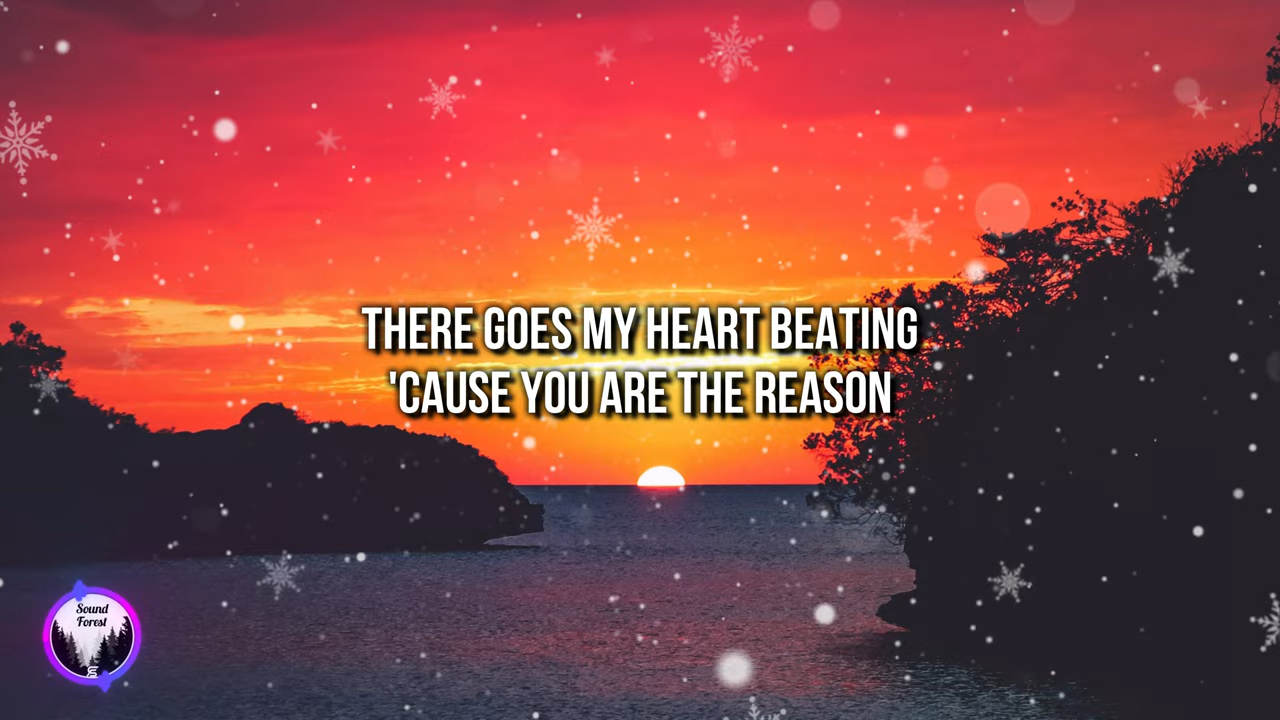 THERE GOES MY HEART BEATING
'CAUSE YOU ARE THE REASON
Sound
Forest